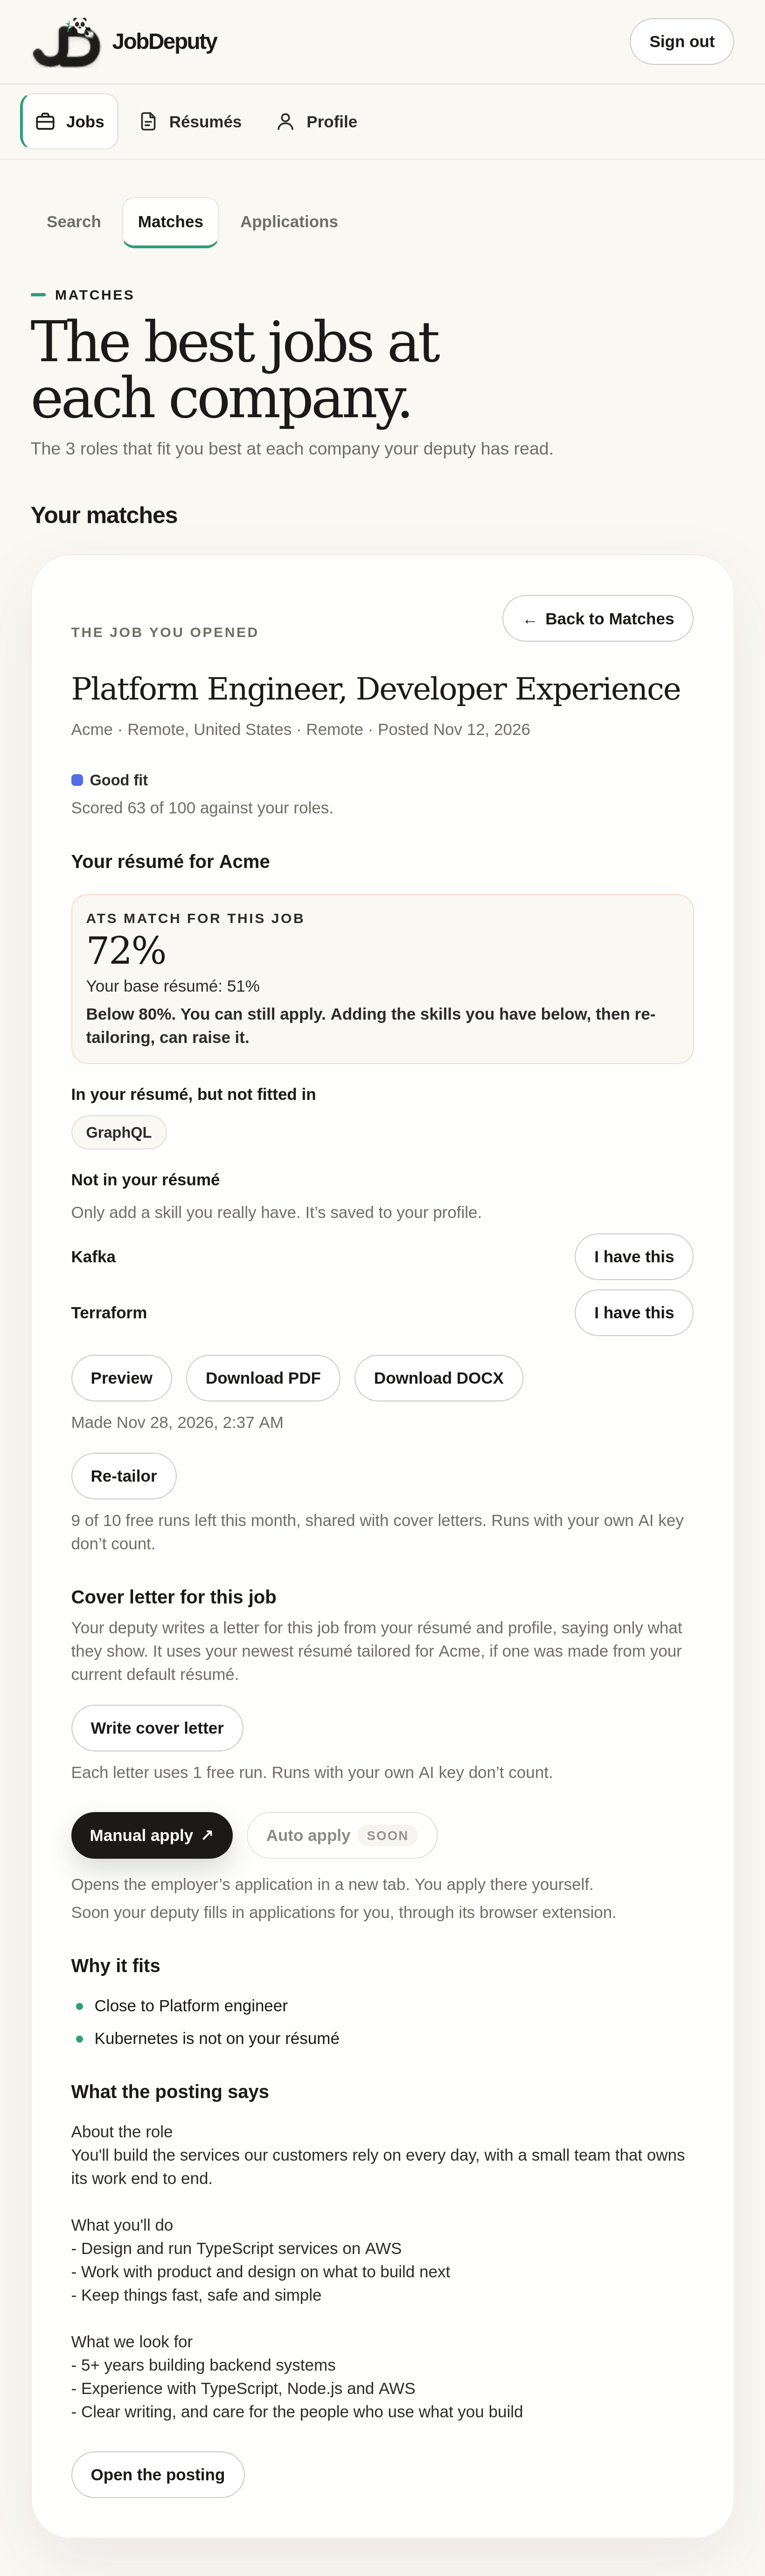 JobDeputy
Sign out
Jobs
Résumés
Profile
Search
Matches
Applications
MATCHES
The best jobs at
each company.
The 3 roles that fit you best at each company your deputy has read.
Your matches
THE JOB YOU OPENED
← Back to Matches
Platform Engineer, Developer Experience
Acme · Remote, United States · Remote · Posted Nov 12, 2026
Good fit
Scored 63 of 100 against your roles.
Your résumé for Acme
ATS MATCH FOR THIS JOB
72%
Your base résumé: 51%
Below 80%. You can still apply. Adding the skills you have below, then re-
tailoring, can raise it.
In your résumé, but not fitted in
GraphQL
Not in your résumé
Only add a skill you really have. It’s saved to your profile.
Kafka
I have this
Terraform
I have this
Preview
Download PDF
Download DOCX
Made Nov 28, 2026, 2:37 AM
Re-tailor
9 of 10 free runs left this month, shared with cover letters. Runs with your own AI key
don’t count.
Cover letter for this job
Your deputy writes a letter for this job from your résumé and profile, saying only what
they show. It uses your newest résumé tailored for Acme, if one was made from your
current default résumé.
Write cover letter
Each letter uses 1 free run. Runs with your own AI key don’t count.
Manual apply ↗
Auto apply SOON
Opens the employer’s application in a new tab. You apply there yourself.
Soon your deputy fills in applications for you, through its browser extension.
Why it fits
Close to Platform engineer
Kubernetes is not on your résumé
What the posting says
About the role
You'll build the services our customers rely on every day, with a small team that owns
its work end to end.
What you'll do
- Design and run TypeScript services on AWS
- Work with product and design on what to build next
- Keep things fast, safe and simple
What we look for
- 5+ years building backend systems
- Experience with TypeScript, Node.js and AWS
- Clear writing, and care for the people who use what you build
Open the posting